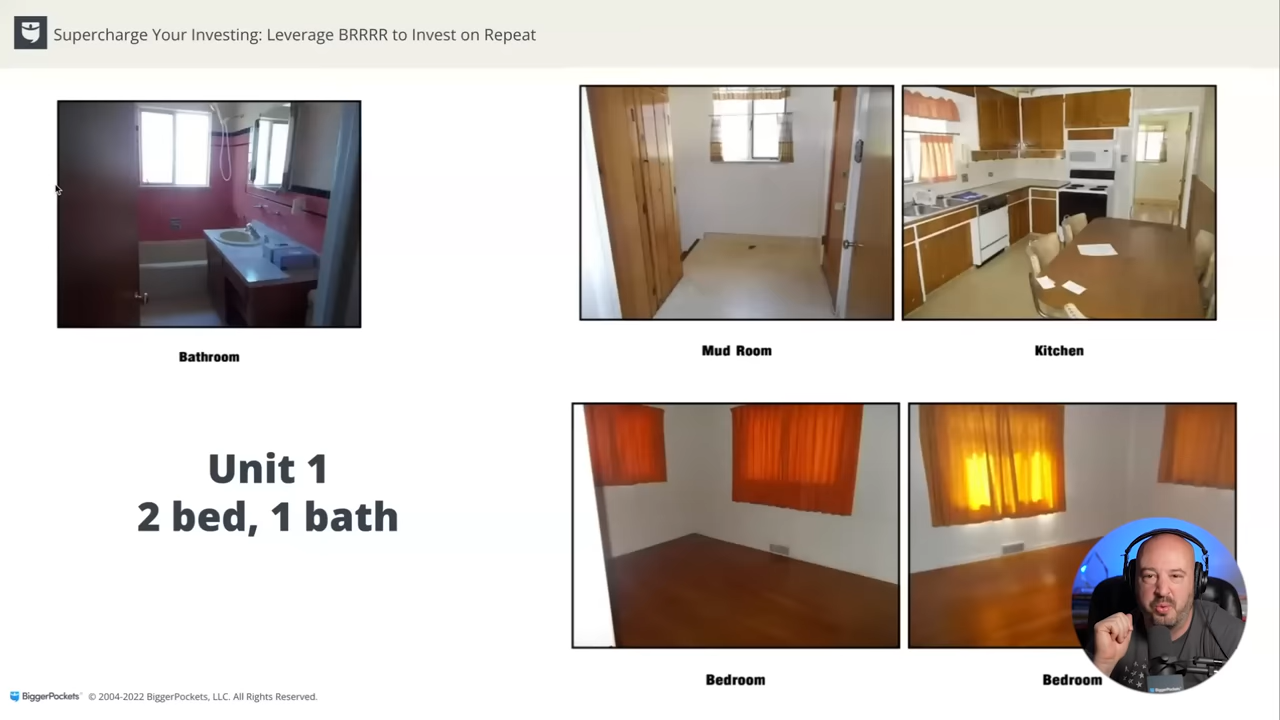 Supercharge Your Investing: Leverage BRRRR to Invest on Repeat
Bathroom
Mud Room
Kitchen
Unit 1
2 bed, 1 bath
Bedroom
Bedroom
BiggerPockets © 2004-2022 BiggerPockets, LLC. All Rights Reserved.
BiggerPockets